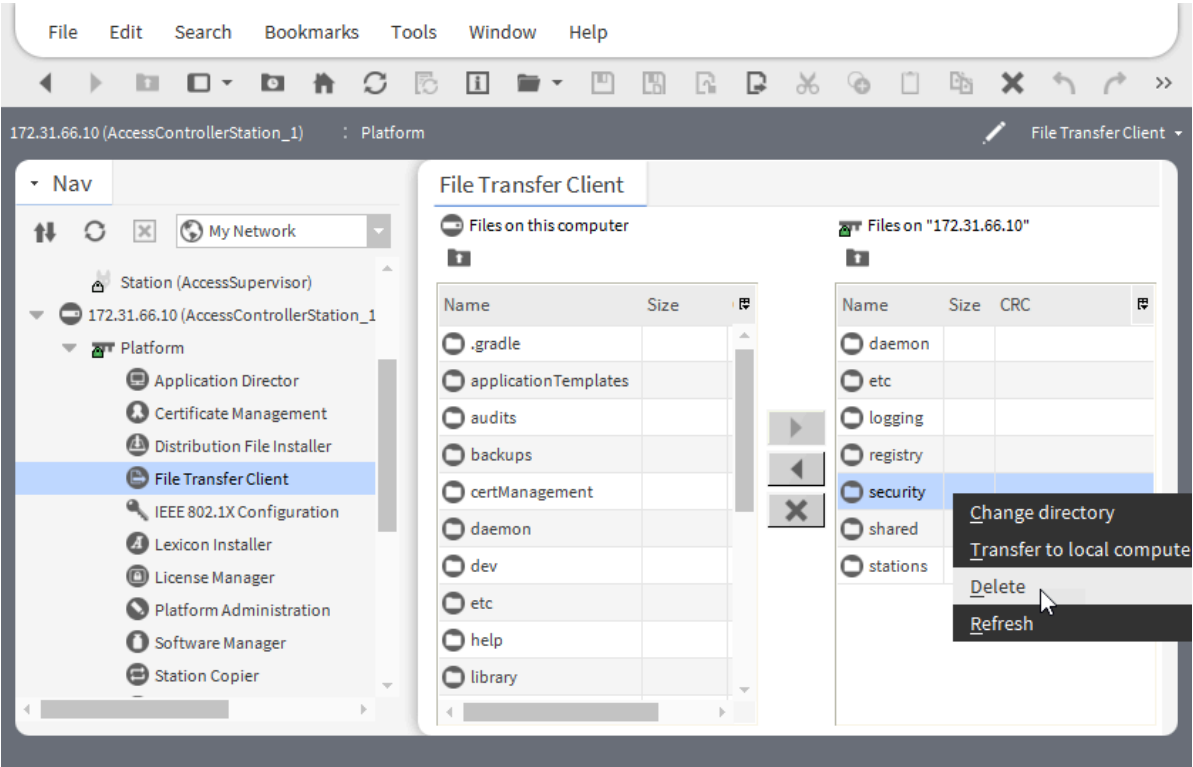 File Edit Search Bookmarks Tools Window Help
172.31.66.10 (AccessControllerStation_1) : Platform File Transfer Client
Nav
My Network
Station (AccessSupervisor)
172.31.66.10 (AccessControllerStation_1
Platform
Application Director
Certificate Management
Distribution File Installer
File Transfer Client
IEEE 802.1X Configuration
Lexicon Installer
License Manager
Platform Administration
Software Manager
Station Copier
File Transfer Client
Files on this computer
Name Size
.gradle
applicationTemplates
audits
backups
certManagement
daemon
dev
etc
help
library
Files on "172.31.66.10"
Name Size CRC
daemon
etc
logging
registry
security
shared
stations
Change directory
Transfer to local compute
Delete
Refresh